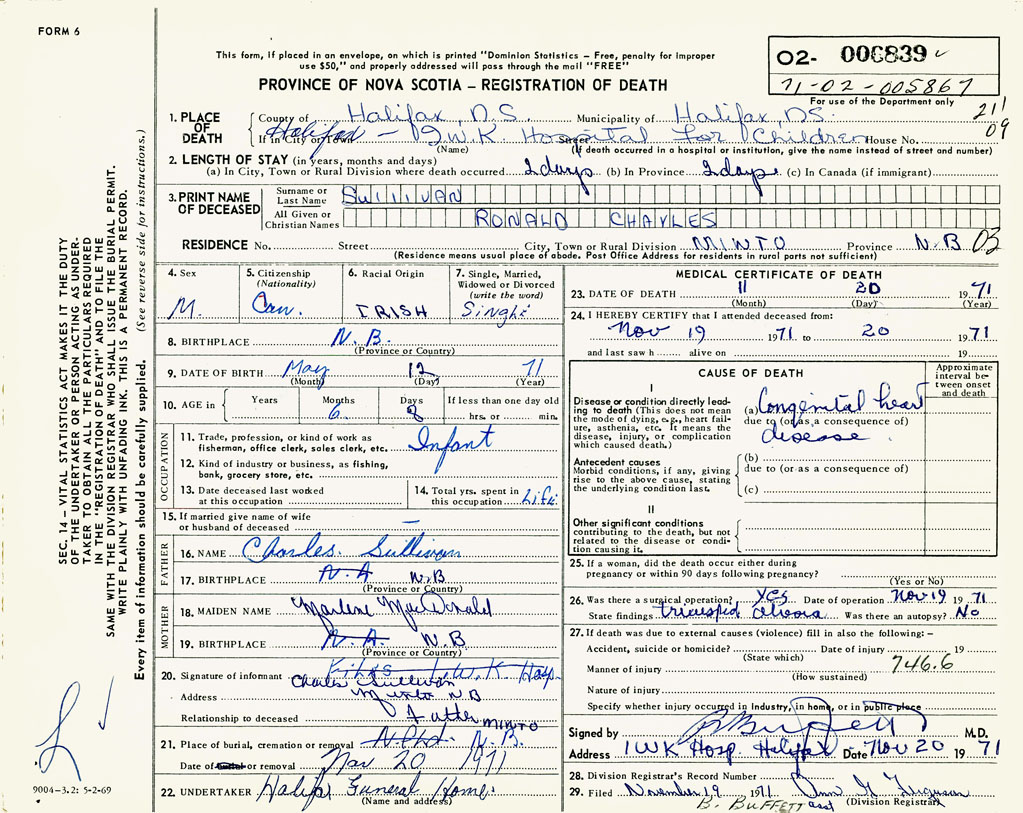 FORM 6
This form, if placed in an envelope, on which is printed "Dominion Statistics – Free, penalty for improper
use $50," and properly addressed will pass through the mail "FREE"
PROVINCE OF NOVA SCOTIA – REGISTRATION OF DEATH
02- 006839
71-02-005867
For use of the Department only
211
09
1. PLACE OF DEATH
County of Halifax, N.S. Municipality of Halifax, NS.
If in City or Town Halifax – I.W.K Hospital For Children Street House No.
(Name) (If death occurred in a hospital or institution, give the name instead of street and number)
2. LENGTH OF STAY (in years, months and days)
(a) In City, Town or Rural Division where death occurred 2 days (b) In Province 2 days (c) In Canada (if immigrant)
3. PRINT NAME OF DECEASED
Surname or Last Name SULLIVAN
All Given or Christian Names RONALD CHARLES
RESIDENCE No. Street City, Town or Rural Division MINTO Province N.B 03
(Residence means usual place of abode. Post Office Address for residents in rural parts not sufficient)
4. Sex M.
5. Citizenship (Nationality) Can.
6. Racial Origin IRISH
7. Single, Married, Widowed or Divorced (write the word) Single
8. BIRTHPLACE N.B.
(Province or Country)
9. DATE OF BIRTH May 12 71
(Month) (Day) (Year)
10. AGE in Years Months 6 Days 8 If less than one day old
hrs. or min.
OCCUPATION
11. Trade, profession, or kind of work as
fisherman, office clerk, sales clerk, etc. Infant
12. Kind of industry or business, as fishing,
bank, grocery store, etc.
13. Date deceased last worked
at this occupation
14. Total yrs. spent in
this occupation Life
15. If married give name of wife
or husband of deceased —
FATHER
16. NAME Charles Sullivan
17. BIRTHPLACE N.A N.B
(Province or Country)
MOTHER
18. MAIDEN NAME Marlene MacDonald
19. BIRTHPLACE N.A. N.B
(Province or Country)
20. Signature of informant I.W.K Hosp.
Charles Sullivan
Address Minto NB
Relationship to deceased Father
MINTO
21. Place of burial, cremation or removal N.B.
Date of burial or removal Nov 20 1971
22. UNDERTAKER Halifax Funeral Home
(Name and address)
MEDICAL CERTIFICATE OF DEATH
23. DATE OF DEATH 11 20 1971
(Month) (Day) (Year)
24. I HEREBY CERTIFY that I attended deceased from:
Nov 19 1971 to 20 1971
and last saw h alive on 19
CAUSE OF DEATH
Approximate interval between onset and death
I
Disease or condition directly leading to death (This does not mean the mode of dying, e.g., heart failure, asthenia, etc. It means the disease, injury, or complication which caused death.)
(a) Congenital heart
due to (or as a consequence of)
disease
Antecedent causes
Morbid conditions, if any, giving rise to the above cause, stating the underlying condition last.
(b)
due to (or as a consequence of)
(c)
II
Other significant conditions
contributing to the death, but not related to the disease or condition causing it.
25. If a woman, did the death occur either during
pregnancy or within 90 days following pregnancy?
(Yes or No)
26. Was there a surgical operation? Yes Date of operation Nov 19 1971
State findings tricuspid Was there an autopsy? No
27. If death was due to external causes (violence) fill in also the following: –
Accident, suicide or homicide? Date of injury 19
(State which)
Manner of injury 746.6
(How sustained)
Nature of injury
Specify whether injury occurred in Industry, in home, or in public place
Signed by B Buffett M.D.
Address IWK Hosp. Halifax Date Nov 20 1971
28. Division Registrar's Record Number
29. Filed November 19 1971 Ann G Ferguson
B. BUFFETT asst (Division Registrar)
SEC. 14 – VITAL STATISTICS ACT MAKES IT THE DUTY
OF THE UNDERTAKER OR PERSON ACTING AS UNDER-
TAKER TO OBTAIN ALL THE PARTICULARS REQUIRED
IN THE "REGISTRATION OF DEATH" AND TO FILE THE
SAME WITH THE DIVISION REGISTRAR WHO SHALL ISSUE THE BURIAL PERMIT.
WRITE PLAINLY WITH UNFADING INK. THIS IS A PERMANENT RECORD.
Every item of information should be carefully supplied. (See reverse side for instructions.)
9004-3.2: 5-2-69